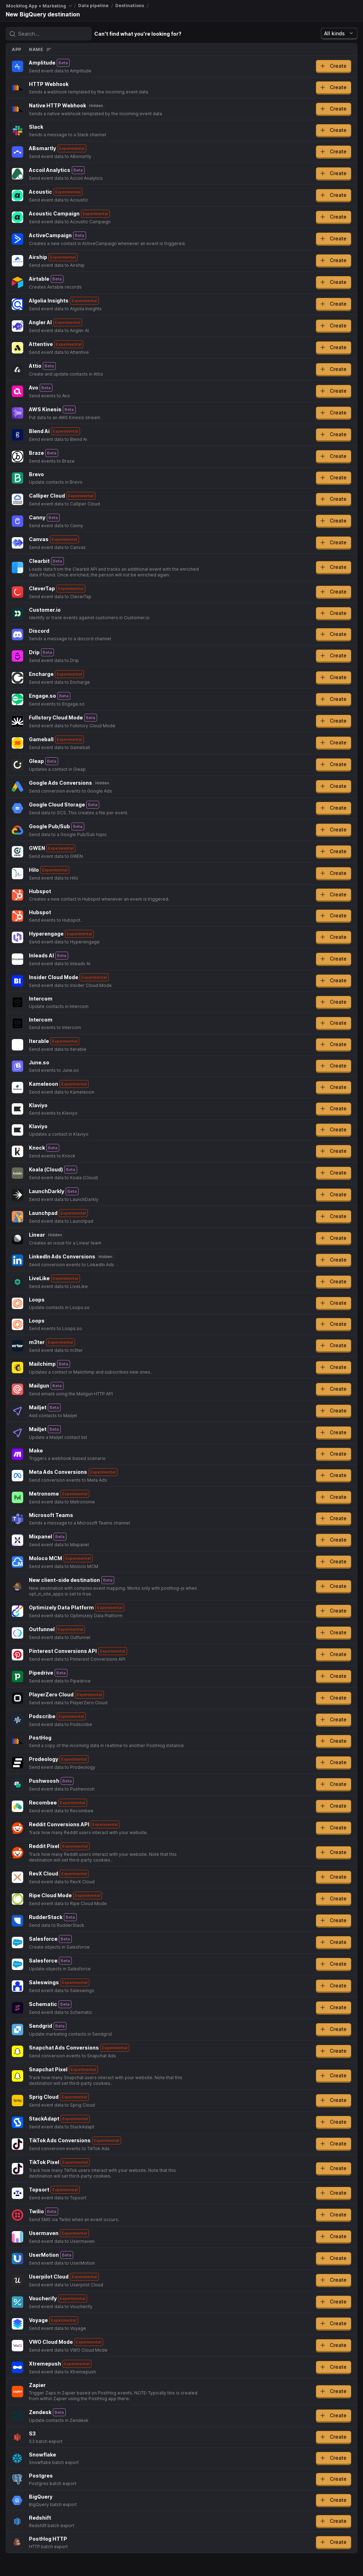 MockHog App + Marketing / Data pipeline / Destinations /
New BigQuery destination
Search...
Can't find what you're looking for?
All kinds
APP NAME
Amplitude Beta
Send event data to Amplitude
Create
HTTP Webhook
Sends a webhook templated by the incoming event data
Create
Native HTTP Webhook Hidden
Sends a native webhook templated by the incoming event data
Create
Slack
Sends a message to a Slack channel
Create
ABsmartly Experimental
Send event data to ABsmartly
Create
Accoil Analytics Beta
Send event data to Accoil Analytics
Create
Acoustic Experimental
Send event data to Acoustic
Create
Acoustic Campaign Experimental
Send event data to Acoustic Campaign
Create
ActiveCampaign Beta
Creates a new contact in ActiveCampaign whenever an event is triggered.
Create
Airship Experimental
Send event data to Airship
Create
Airtable Beta
Creates Airtable records
Create
Algolia Insights Experimental
Send event data to Algolia Insights
Create
Angler AI Experimental
Send event data to Angler AI
Create
Attentive Experimental
Send event data to Attentive
Create
Attio Beta
Create and update contacts in Attio
Create
Avo Beta
Send events to Avo
Create
AWS Kinesis Beta
Put data to an AWS Kinesis stream
Create
Blend Ai Experimental
Send event data to Blend Ai
Create
Braze Beta
Send events to Braze
Create
Brevo
Update contacts in Brevo
Create
Calliper Cloud Experimental
Send event data to Calliper Cloud
Create
Canny Beta
Send event data to Canny
Create
Canvas Experimental
Send event data to Canvas
Create
Clearbit Beta
Loads data from the Clearbit API and tracks an additional event with the enriched
data if found. Once enriched, the person will not be enriched again.
Create
CleverTap Experimental
Send event data to CleverTap
Create
Customer.io
Identify or track events against customers in Customer.io
Create
Discord
Sends a message to a discord channel
Create
Drip Beta
Send event data to Drip
Create
Encharge Experimental
Send event data to Encharge
Create
Engage.so Beta
Send events to Engage.so
Create
Fullstory Cloud Mode Beta
Send event data to Fullstory Cloud Mode
Create
Gameball Experimental
Send event data to Gameball
Create
Gleap Beta
Updates a contact in Gleap
Create
Google Ads Conversions Hidden
Send conversion events to Google Ads
Create
Google Cloud Storage Beta
Send data to GCS. This creates a file per event.
Create
Google Pub/Sub Beta
Send data to a Google Pub/Sub topic
Create
GWEN Experimental
Send event data to GWEN
Create
Hilo Experimental
Send event data to Hilo
Create
Hubspot
Creates a new contact in Hubspot whenever an event is triggered.
Create
Hubspot
Send events to Hubspot.
Create
Hyperengage Experimental
Send event data to Hyperengage
Create
Inleads AI Beta
Send event data to Inleads AI
Create
Insider Cloud Mode Experimental
Send event data to Insider Cloud Mode
Create
Intercom
Update contacts in Intercom
Create
Intercom
Send events to Intercom
Create
Iterable Experimental
Send event data to Iterable
Create
June.so
Send events to June.so
Create
Kameleoon Experimental
Send event data to Kameleoon
Create
Klaviyo
Send events to Klaviyo
Create
Klaviyo
Updates a contact in Klaviyo
Create
Knock Beta
Send events to Knock
Create
Koala (Cloud) Beta
Send event data to Koala (Cloud)
Create
LaunchDarkly Beta
Send event data to LaunchDarkly
Create
Launchpad Experimental
Send event data to Launchpad
Create
Linear Hidden
Creates an issue for a Linear team
Create
LinkedIn Ads Conversions Hidden
Send conversion events to LinkedIn Ads
Create
LiveLike Experimental
Send event data to LiveLike
Create
Loops
Update contacts in Loops.so
Create
Loops
Send events to Loops.so
Create
m3ter Experimental
Send event data to m3ter
Create
Mailchimp Beta
Updates a contact in Mailchimp and subscribes new ones.
Create
Mailgun Beta
Send emails using the Mailgun HTTP API
Create
Mailjet Beta
Add contacts to Mailjet
Create
Mailjet Beta
Update a Mailjet contact list
Create
Make
Triggers a webhook based scenario
Create
Meta Ads Conversions Experimental
Send conversion events to Meta Ads
Create
Metronome Experimental
Send event data to Metronome
Create
Microsoft Teams
Sends a message to a Microsoft Teams channel
Create
Mixpanel Beta
Send event data to Mixpanel
Create
Moloco MCM Experimental
Send event data to Moloco MCM
Create
New client-side destination Beta
New destination with complex event mapping. Works only with posthog-js when
opt_in_site_apps is set to true.
Create
Optimizely Data Platform Experimental
Send event data to Optimizely Data Platform
Create
Outfunnel Experimental
Send event data to Outfunnel
Create
Pinterest Conversions API Experimental
Send event data to Pinterest Conversions API
Create
Pipedrive Beta
Send event data to Pipedrive
Create
PlayerZero Cloud Experimental
Send event data to PlayerZero Cloud
Create
Podscribe Experimental
Send event data to Podscribe
Create
PostHog
Send a copy of the incoming data in realtime to another PostHog instance
Create
Prodeology Experimental
Send event data to Prodeology
Create
Pushwoosh Beta
Send event data to Pushwoosh
Create
Recombee Experimental
Send event data to Recombee
Create
Reddit Conversions API Experimental
Track how many Reddit users interact with your website.
Create
Reddit Pixel Experimental
Track how many Reddit users interact with your website. Note that this
destination will set third-party cookies.
Create
RevX Cloud Experimental
Send event data to RevX Cloud
Create
Ripe Cloud Mode Experimental
Send event data to Ripe Cloud Mode
Create
RudderStack Beta
Send data to RudderStack
Create
Salesforce Beta
Create objects in Salesforce
Create
Salesforce Beta
Update objects in Salesforce
Create
Saleswings Experimental
Send event data to Saleswings
Create
Schematic Beta
Send event data to Schematic
Create
Sendgrid Beta
Update marketing contacts in Sendgrid
Create
Snapchat Ads Conversions Experimental
Send conversion events to Snapchat Ads
Create
Snapchat Pixel Experimental
Track how many Snapchat users interact with your website. Note that this
destination will set third-party cookies.
Create
Sprig Cloud Experimental
Send event data to Sprig Cloud
Create
StackAdapt Experimental
Send event data to StackAdapt
Create
TikTok Ads Conversions Experimental
Send conversion events to TikTok Ads
Create
TikTok Pixel Experimental
Track how many TikTok users interact with your website. Note that this
destination will set third-party cookies.
Create
Topsort Experimental
Send event data to Topsort
Create
Twilio Beta
Send SMS via Twilio when an event occurs.
Create
Usermaven Experimental
Send event data to Usermaven
Create
UserMotion Beta
Send event data to UserMotion
Create
Userpilot Cloud Experimental
Send event data to Userpilot Cloud
Create
Voucherify Experimental
Send event data to Voucherify
Create
Voyage Experimental
Send event data to Voyage
Create
VWO Cloud Mode Experimental
Send event data to VWO Cloud Mode
Create
Xtremepush Experimental
Send event data to Xtremepush
Create
Zapier
Trigger Zaps in Zapier based on PostHog events. NOTE: Typically this is created
from within Zapier using the PostHog app there.
Create
Zendesk Beta
Update contacts in Zendesk
Create
S3
S3 batch export
Create
Snowflake
Snowflake batch export
Create
Postgres
Postgres batch export
Create
BigQuery
BigQuery batch export
Create
Redshift
Redshift batch export
Create
PostHog HTTP
HTTP batch export
Create